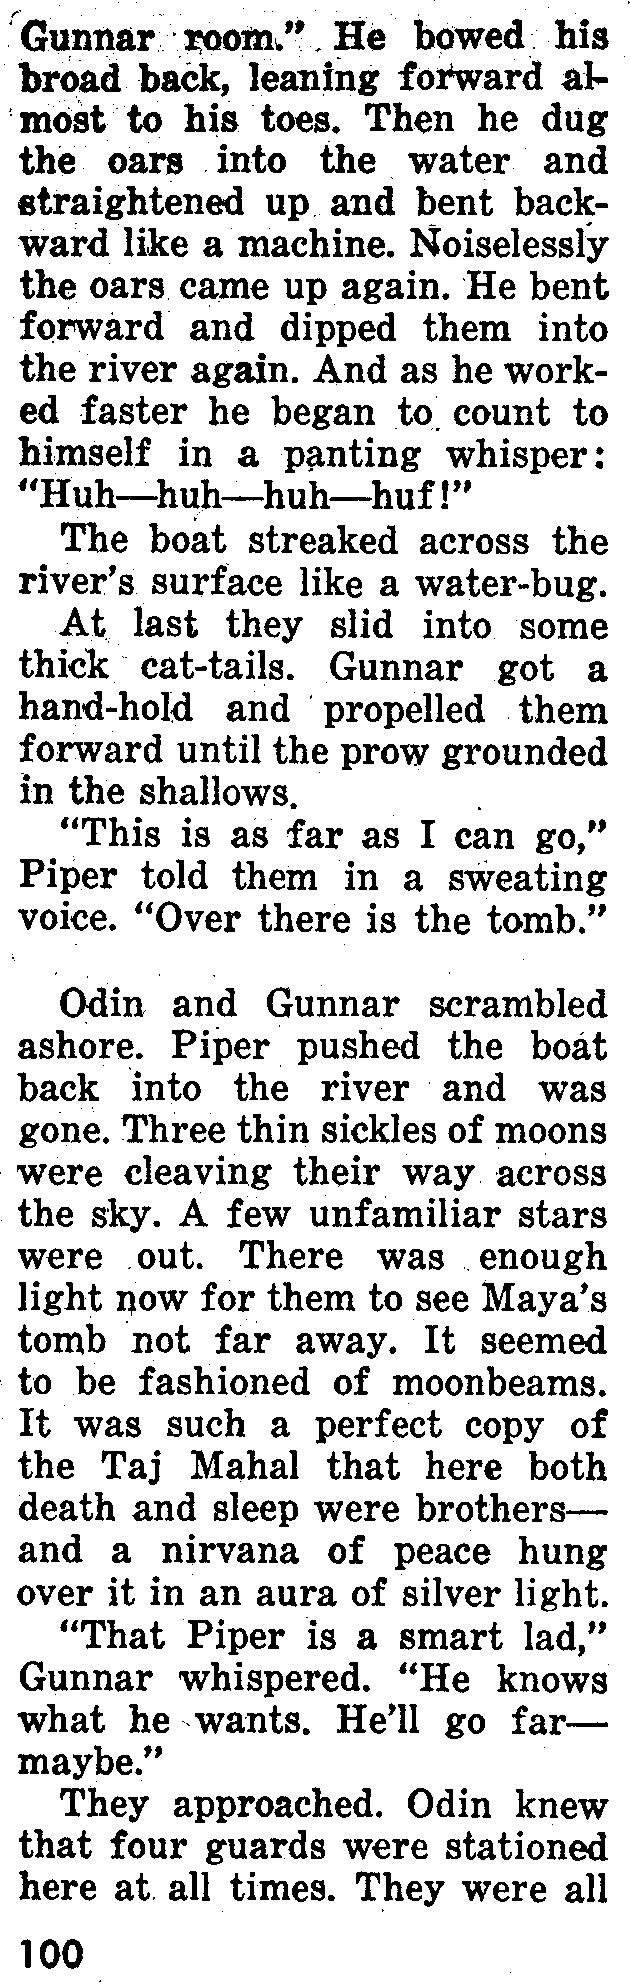 Gunnar room." He bowed his
broad back, leaning forward al-
most to his toes. Then he dug
the oars into the water and
straightened up and bent back-
ward like a machine. Noiselessly
the oars came up again. He bent
forward and dipped them into
the river again. And as he work-
ed faster he began to count to
himself in a panting whisper:
"Huh—huh—huh—huf!"
The boat streaked across the
river's surface like a water-bug.
At last they slid into some
thick cat-tails. Gunnar got a
hand-hold and propelled them
forward until the prow grounded
in the shallows.
"This is as far as I can go,"
Piper told them in a sweating
voice. "Over there is the tomb."
Odin and Gunnar scrambled
ashore. Piper pushed the boat
back into the river and was
gone. Three thin sickles of moons
were cleaving their way across
the sky. A few unfamiliar stars
were out. There was enough
light now for them to see Maya's
tomb not far away. It seemed
to be fashioned of moonbeams.
It was such a perfect copy of
the Taj Mahal that here both
death and sleep were brothers—
and a nirvana of peace hung
over it in an aura of silver light.
"That Piper is a smart lad,"
Gunnar whispered. "He knows
what he wants. He'll go far—
maybe."
They approached. Odin knew
that four guards were stationed
here at all times. They were all
100